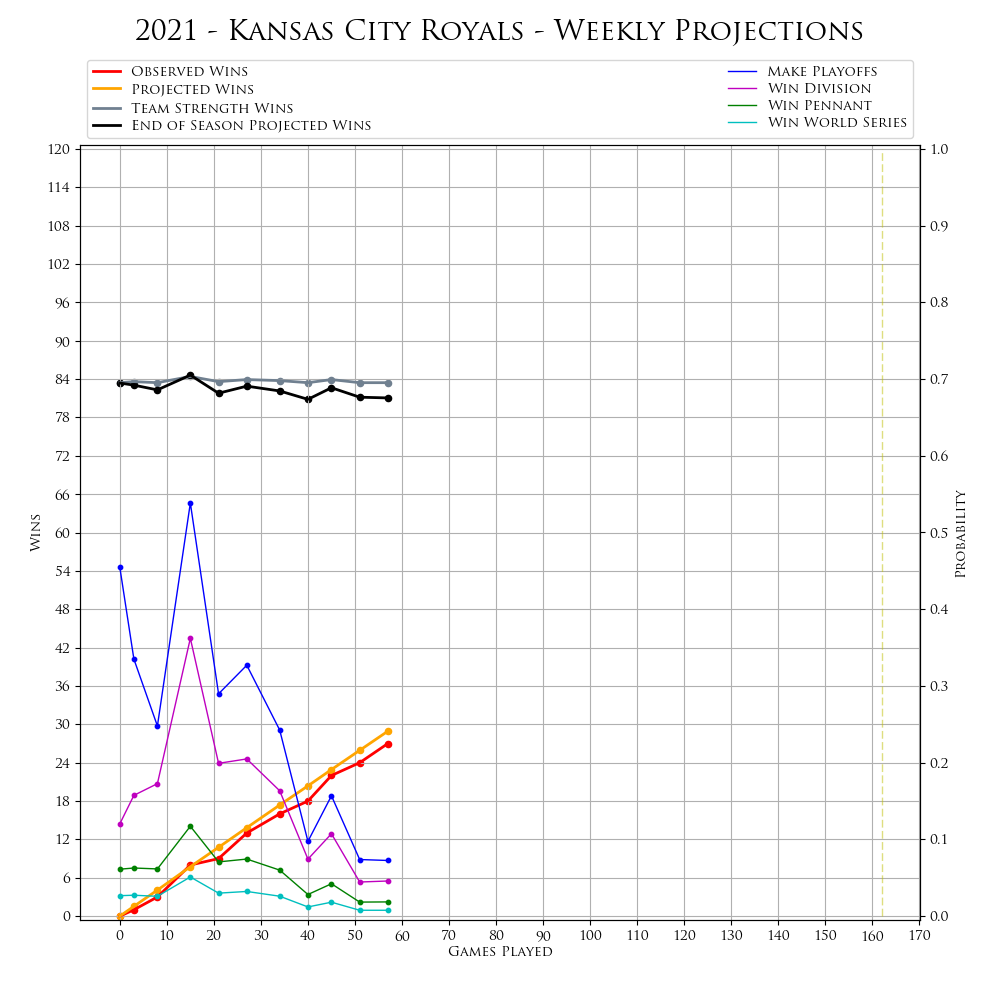 2021 - Kansas City Royals - Weekly Projections
Observed Wins
Projected Wins
Team Strength Wins
End of Season Projected Wins
Make Playoffs
Win Division
Win Pennant
Win World Series
120
114
108
102
96
90
84
78
72
66
60
54
48
42
36
30
24
18
12
6
0
Wins
1.0
0.9
0.8
0.7
0.6
0.5
0.4
0.3
0.2
0.1
0.0
Probability
0 10 20 30 40 50 60 70 80 90 100 110 120 130 140 150 160 170
Games Played